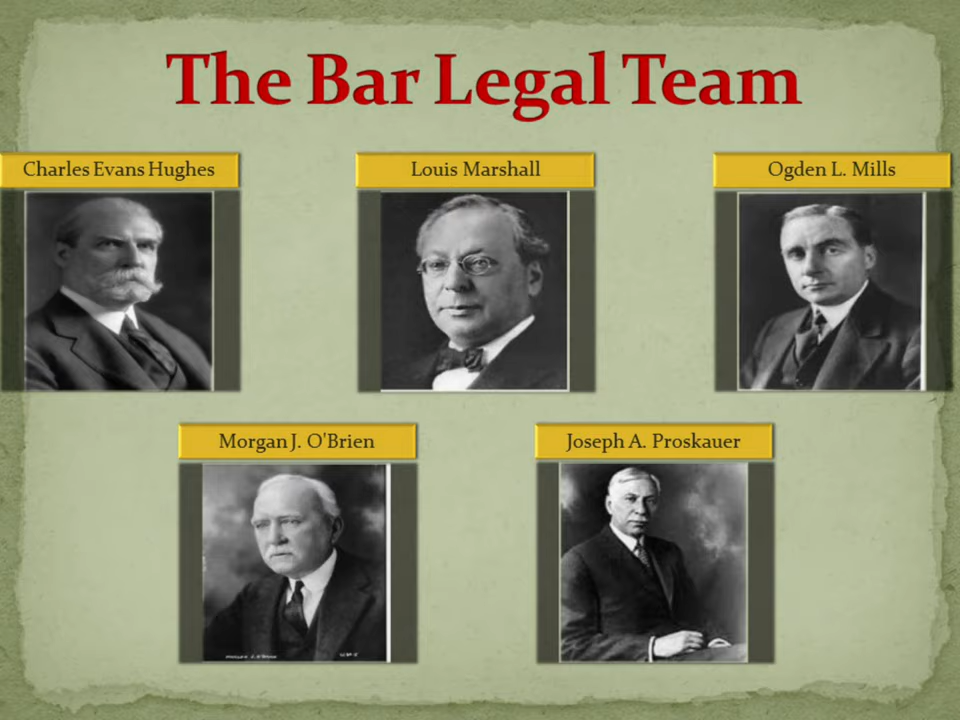 The Bar Legal Team
Charles Evans Hughes
Louis Marshall
Ogden L. Mills
Morgan J. O'Brien
Joseph A. Proskauer